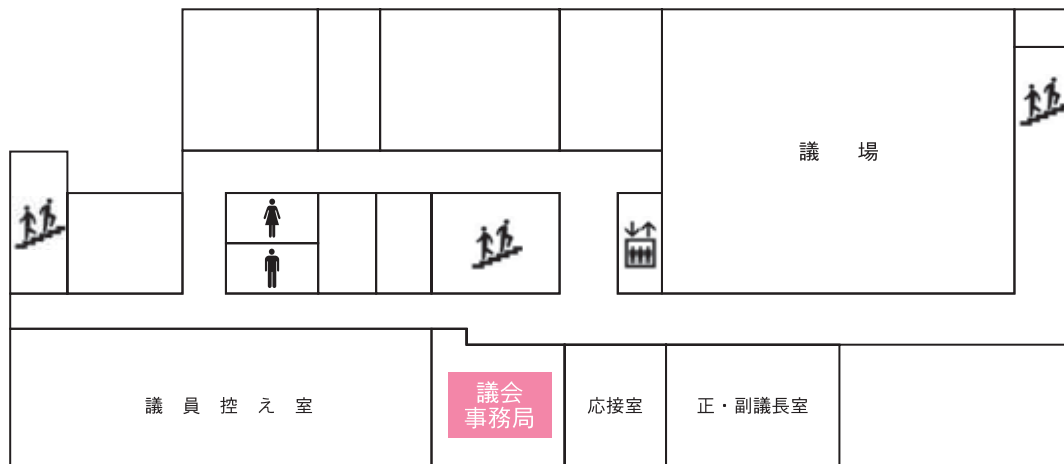 議場
議員控え室
議会
事務局
応接室
正・副議長室